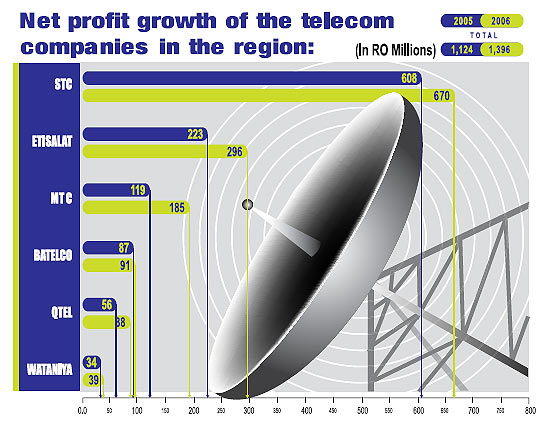 Net profit growth of the telecom
companies in the region:
(In RO Millions)
2005 2006
TOTAL
1,124 1,396
STC
608
670
ETISALAT
223
296
MTC
119
185
BATELCO
87
91
QTEL
56
88
WATANIYA
34
39
0.0 50 100 150 200 250 300 350 400 450 500 550 600 650 700 750 800